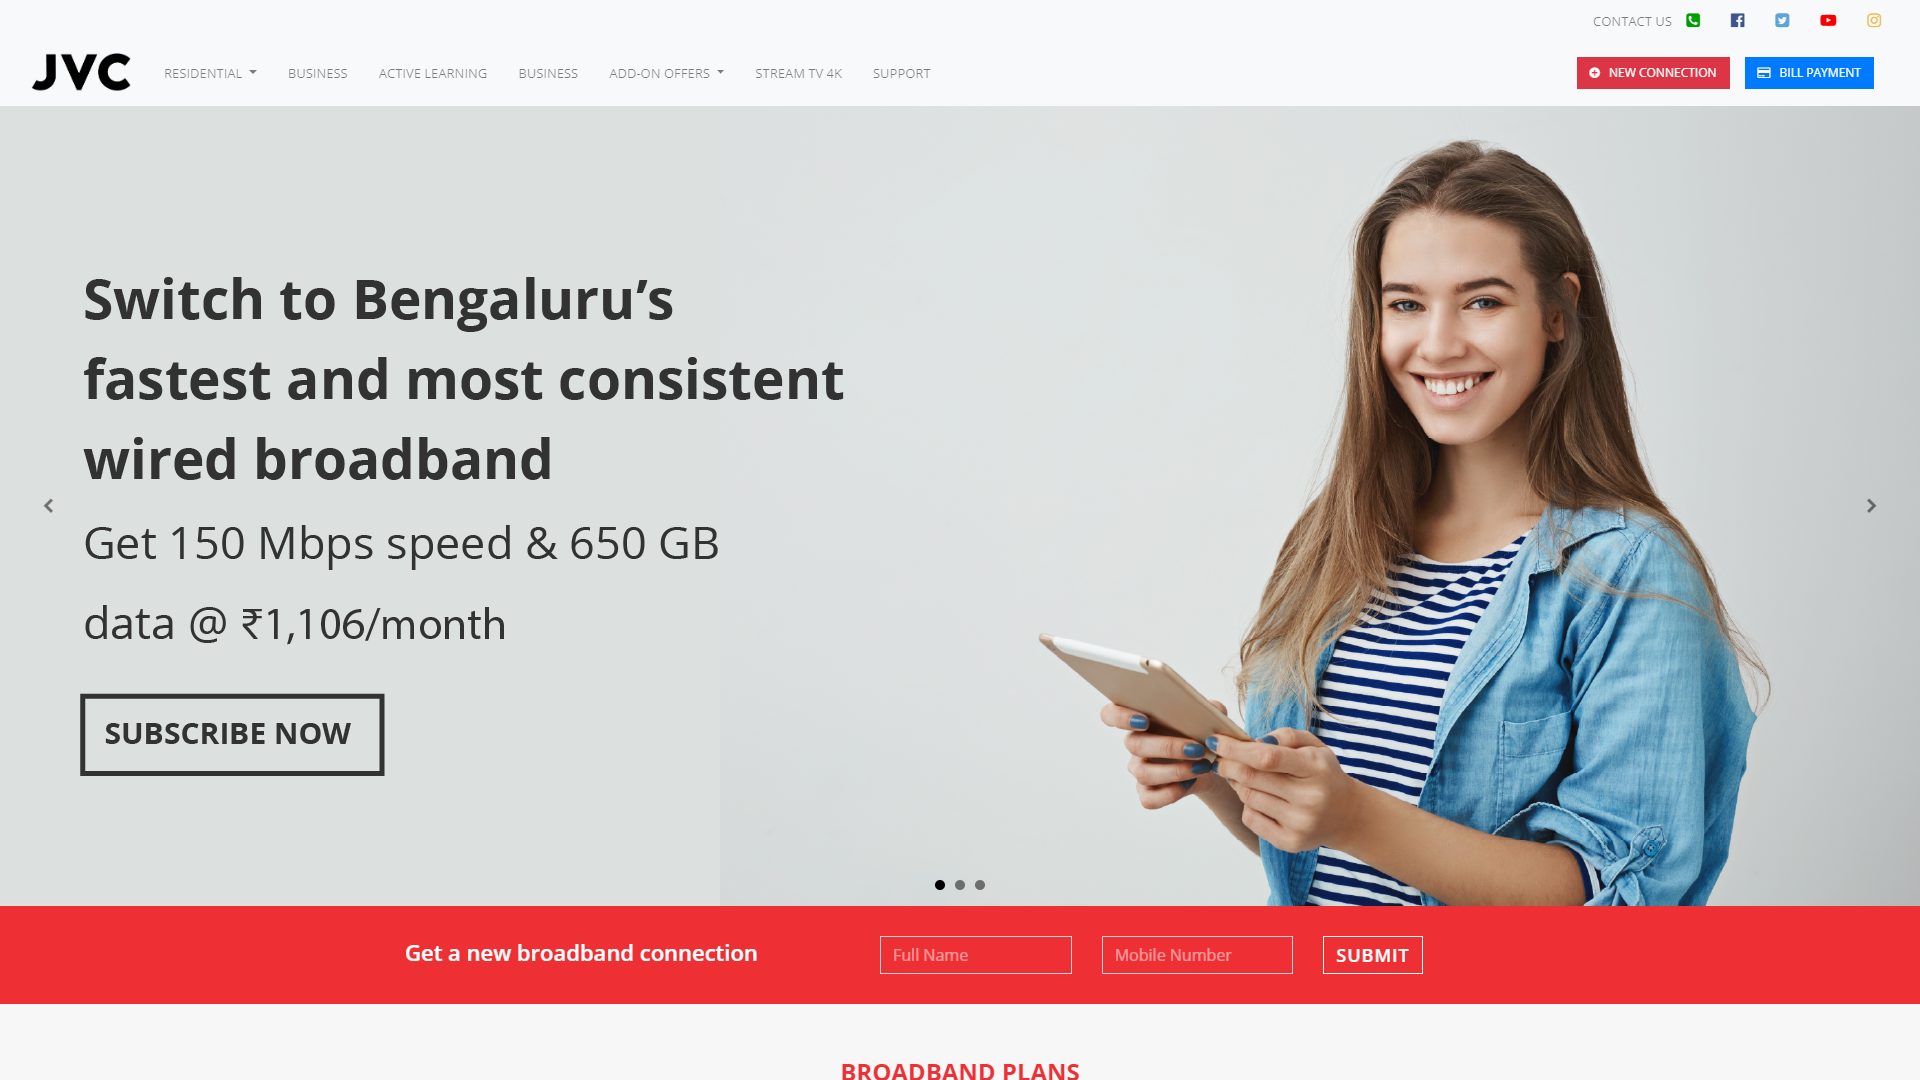 CONTACT US
JVC
RESIDENTIAL
BUSINESS
ACTIVE LEARNING
BUSINESS
ADD-ON OFFERS
STREAM TV 4K
SUPPORT
NEW CONNECTION
BILL PAYMENT
Switch to Bengaluru’s
fastest and most consistent
wired broadband
Get 150 Mbps speed & 650 GB
data @ ₹1,106/month
SUBSCRIBE NOW
Get a new broadband connection
Full Name
Mobile Number
SUBMIT
BROADBAND PLANS